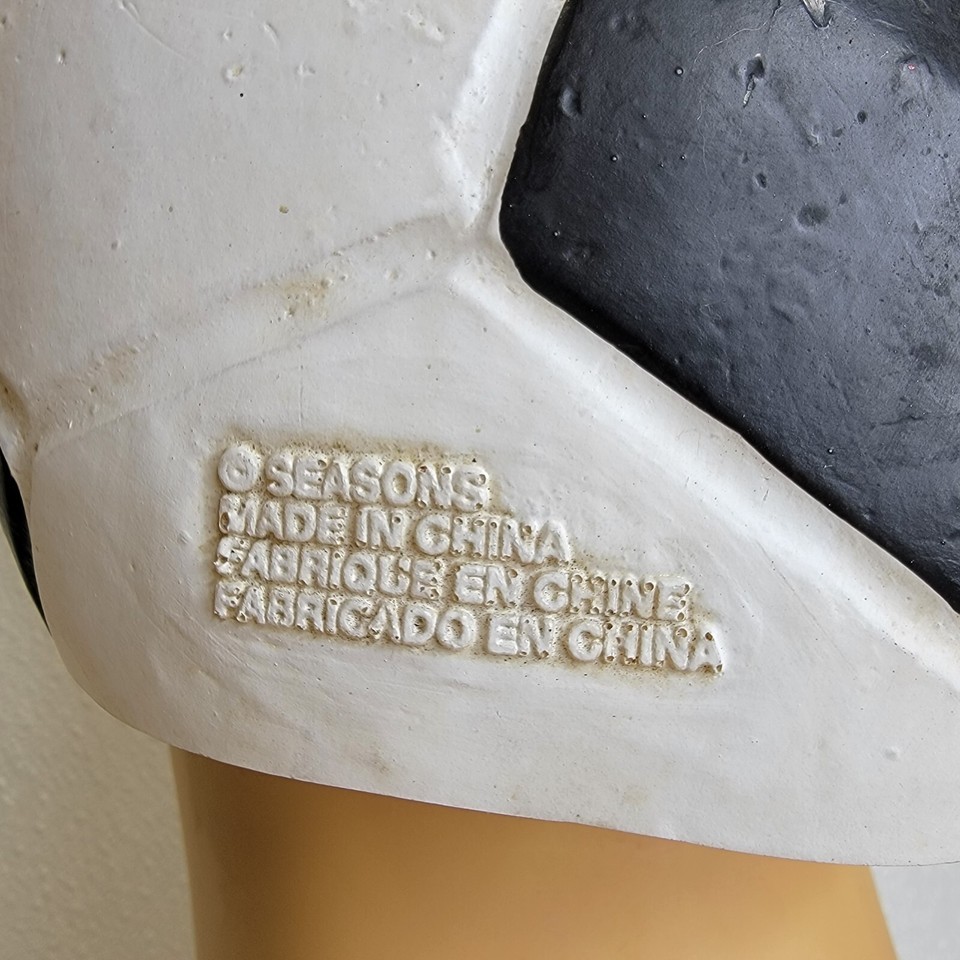 © SEASONS
MADE IN CHINA
FABRIQUE EN CHINE
FABRICADO EN CHINA